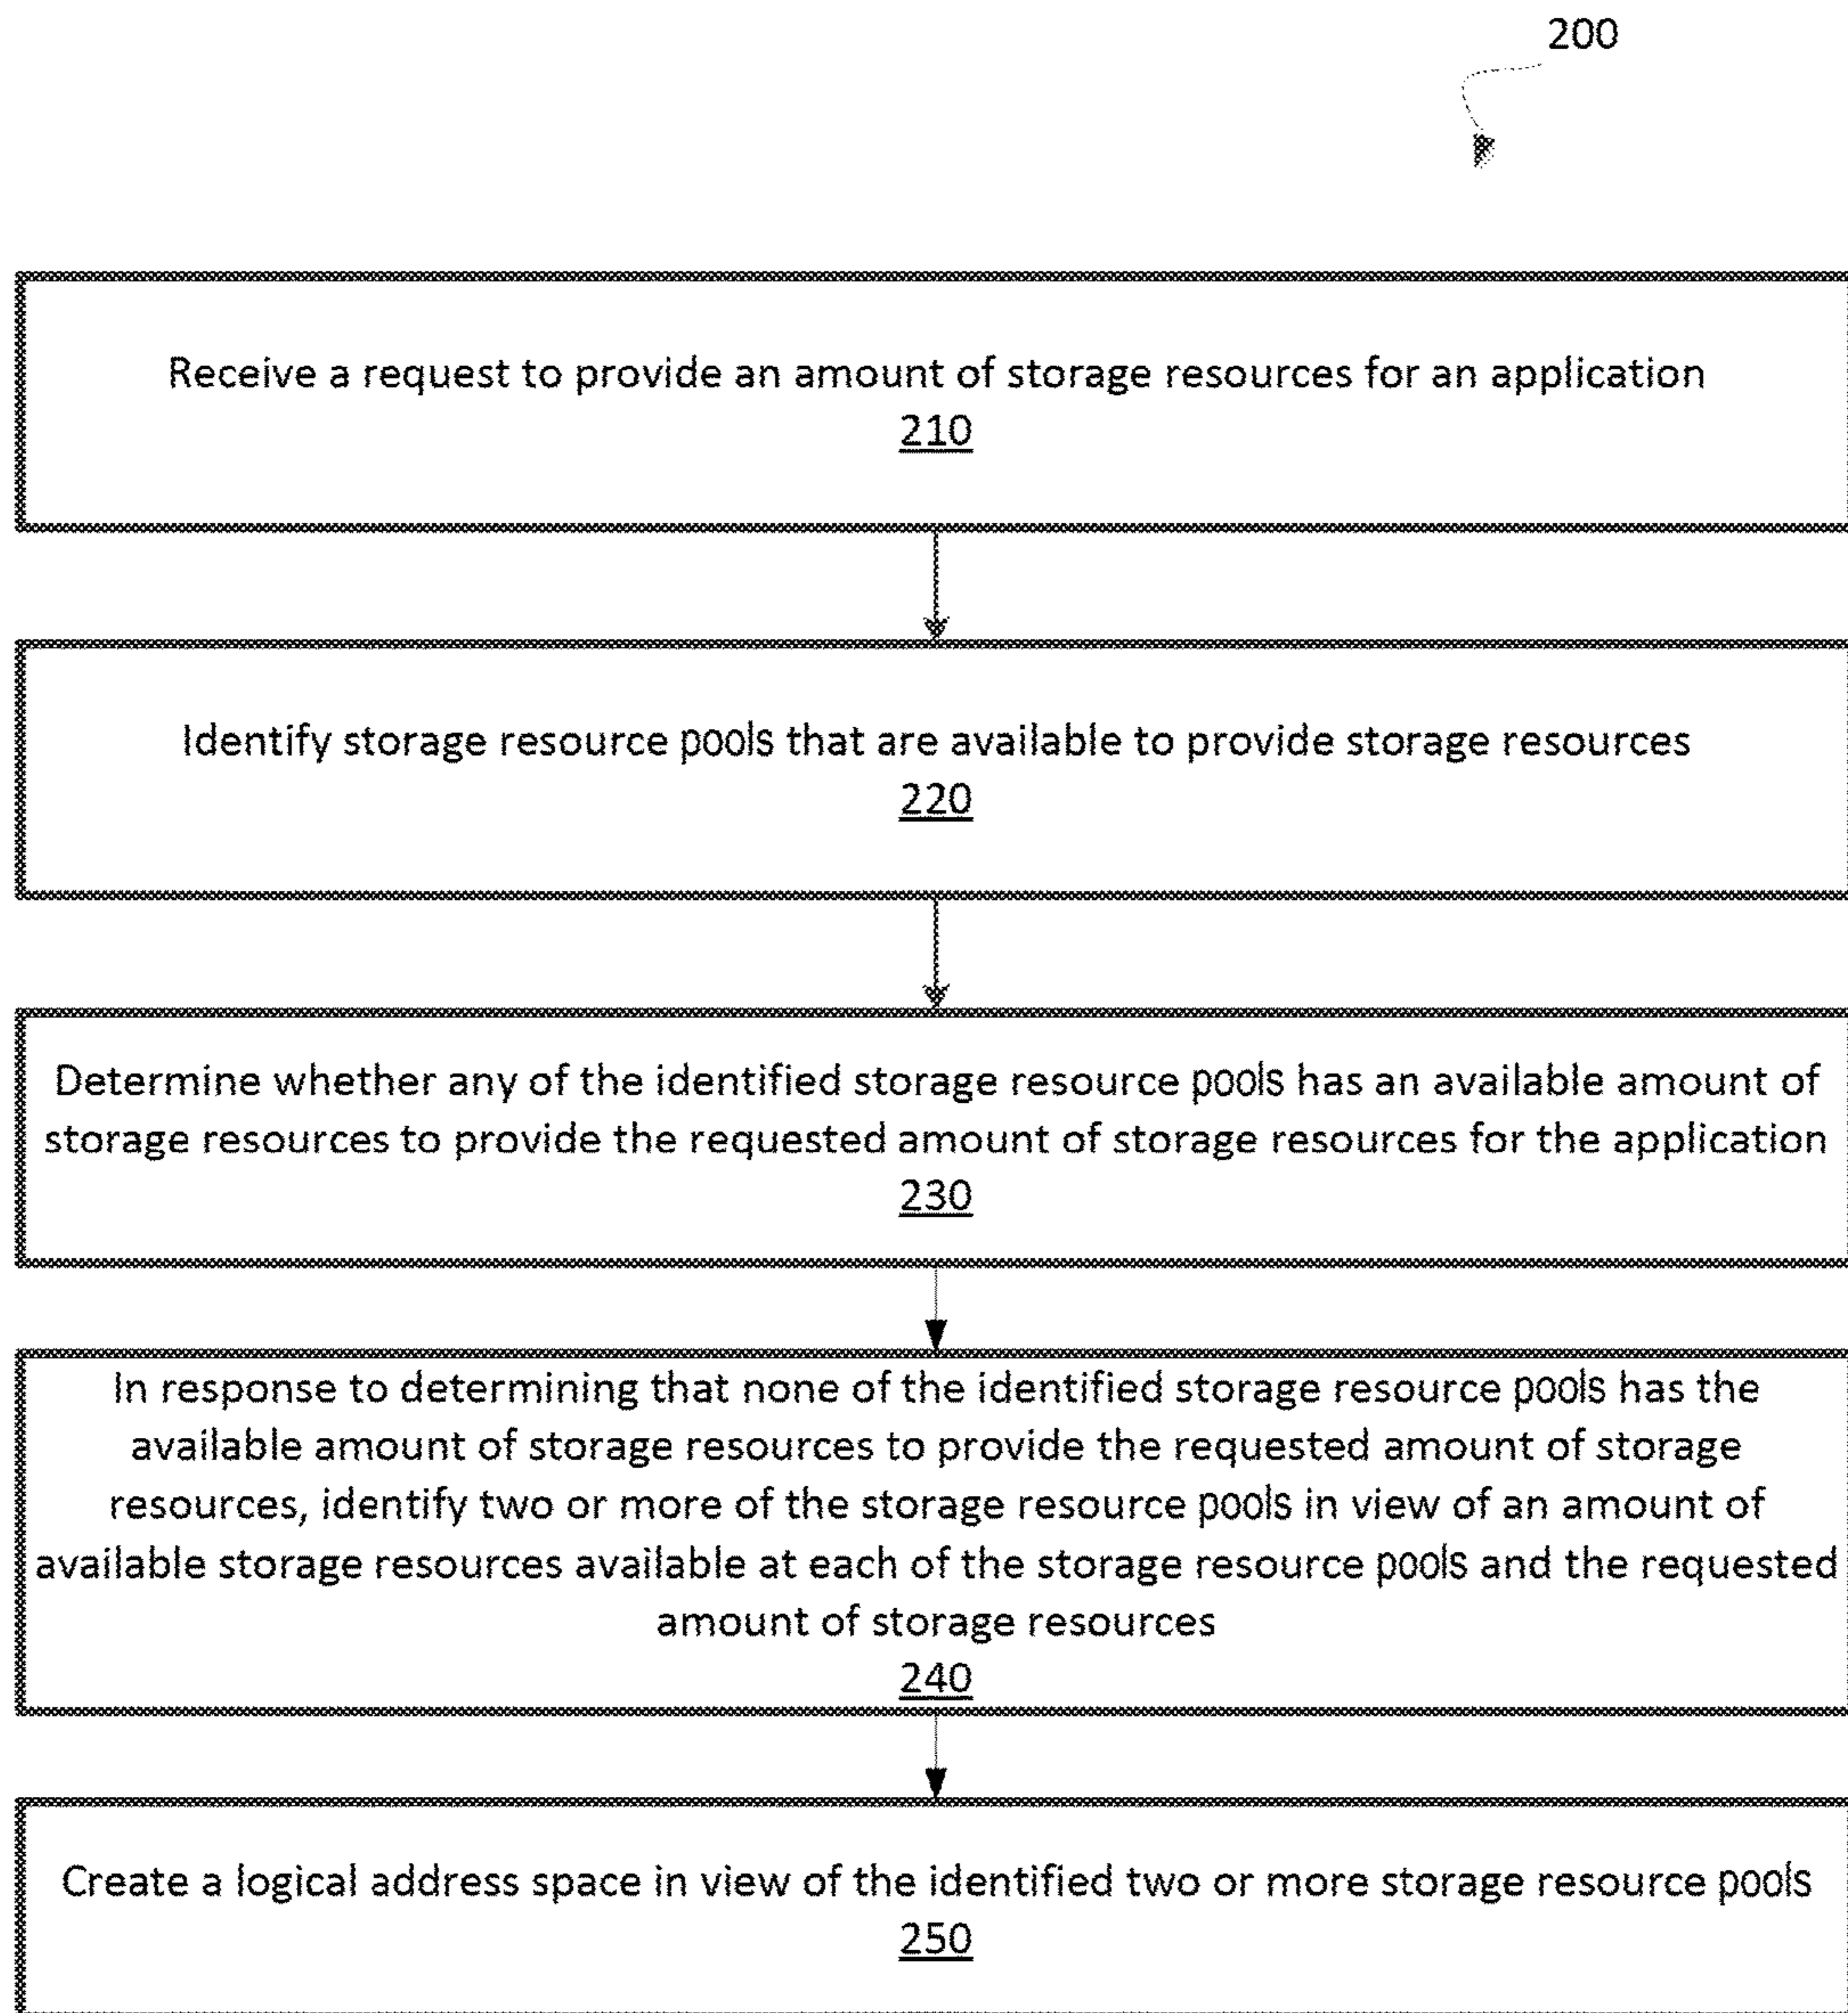 200
Receive a request to provide an amount of storage resources for an application
210
Identify storage resource pools that are available to provide storage resources
220
Determine whether any of the identified storage resource pools has an available amount of
storage resources to provide the requested amount of storage resources for the application
230
In response to determining that none of the identified storage resource pools has the
available amount of storage resources to provide the requested amount of storage
resources, identify two or more of the storage resource pools in view of an amount of
available storage resources available at each of the storage resource pools and the requested
amount of storage resources
240
Create a logical address space in view of the identified two or more storage resource pools
250